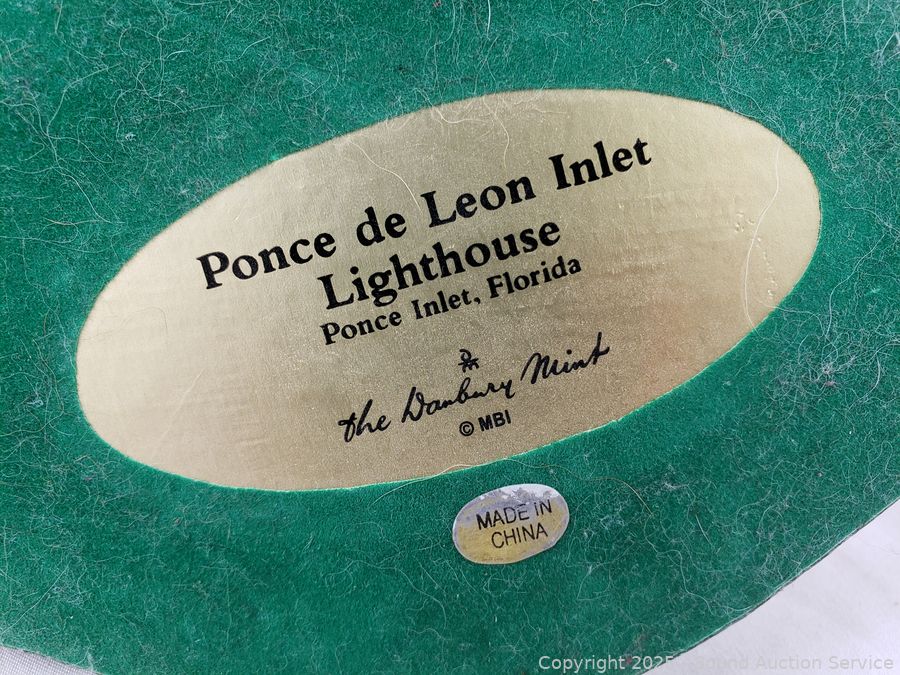 Ponce de Leon Inlet
Lighthouse
Ponce Inlet, Florida
DM
the Danbury Mint
© MBI
MADE IN
CHINA
Copyright 2025 Sound Auction Service